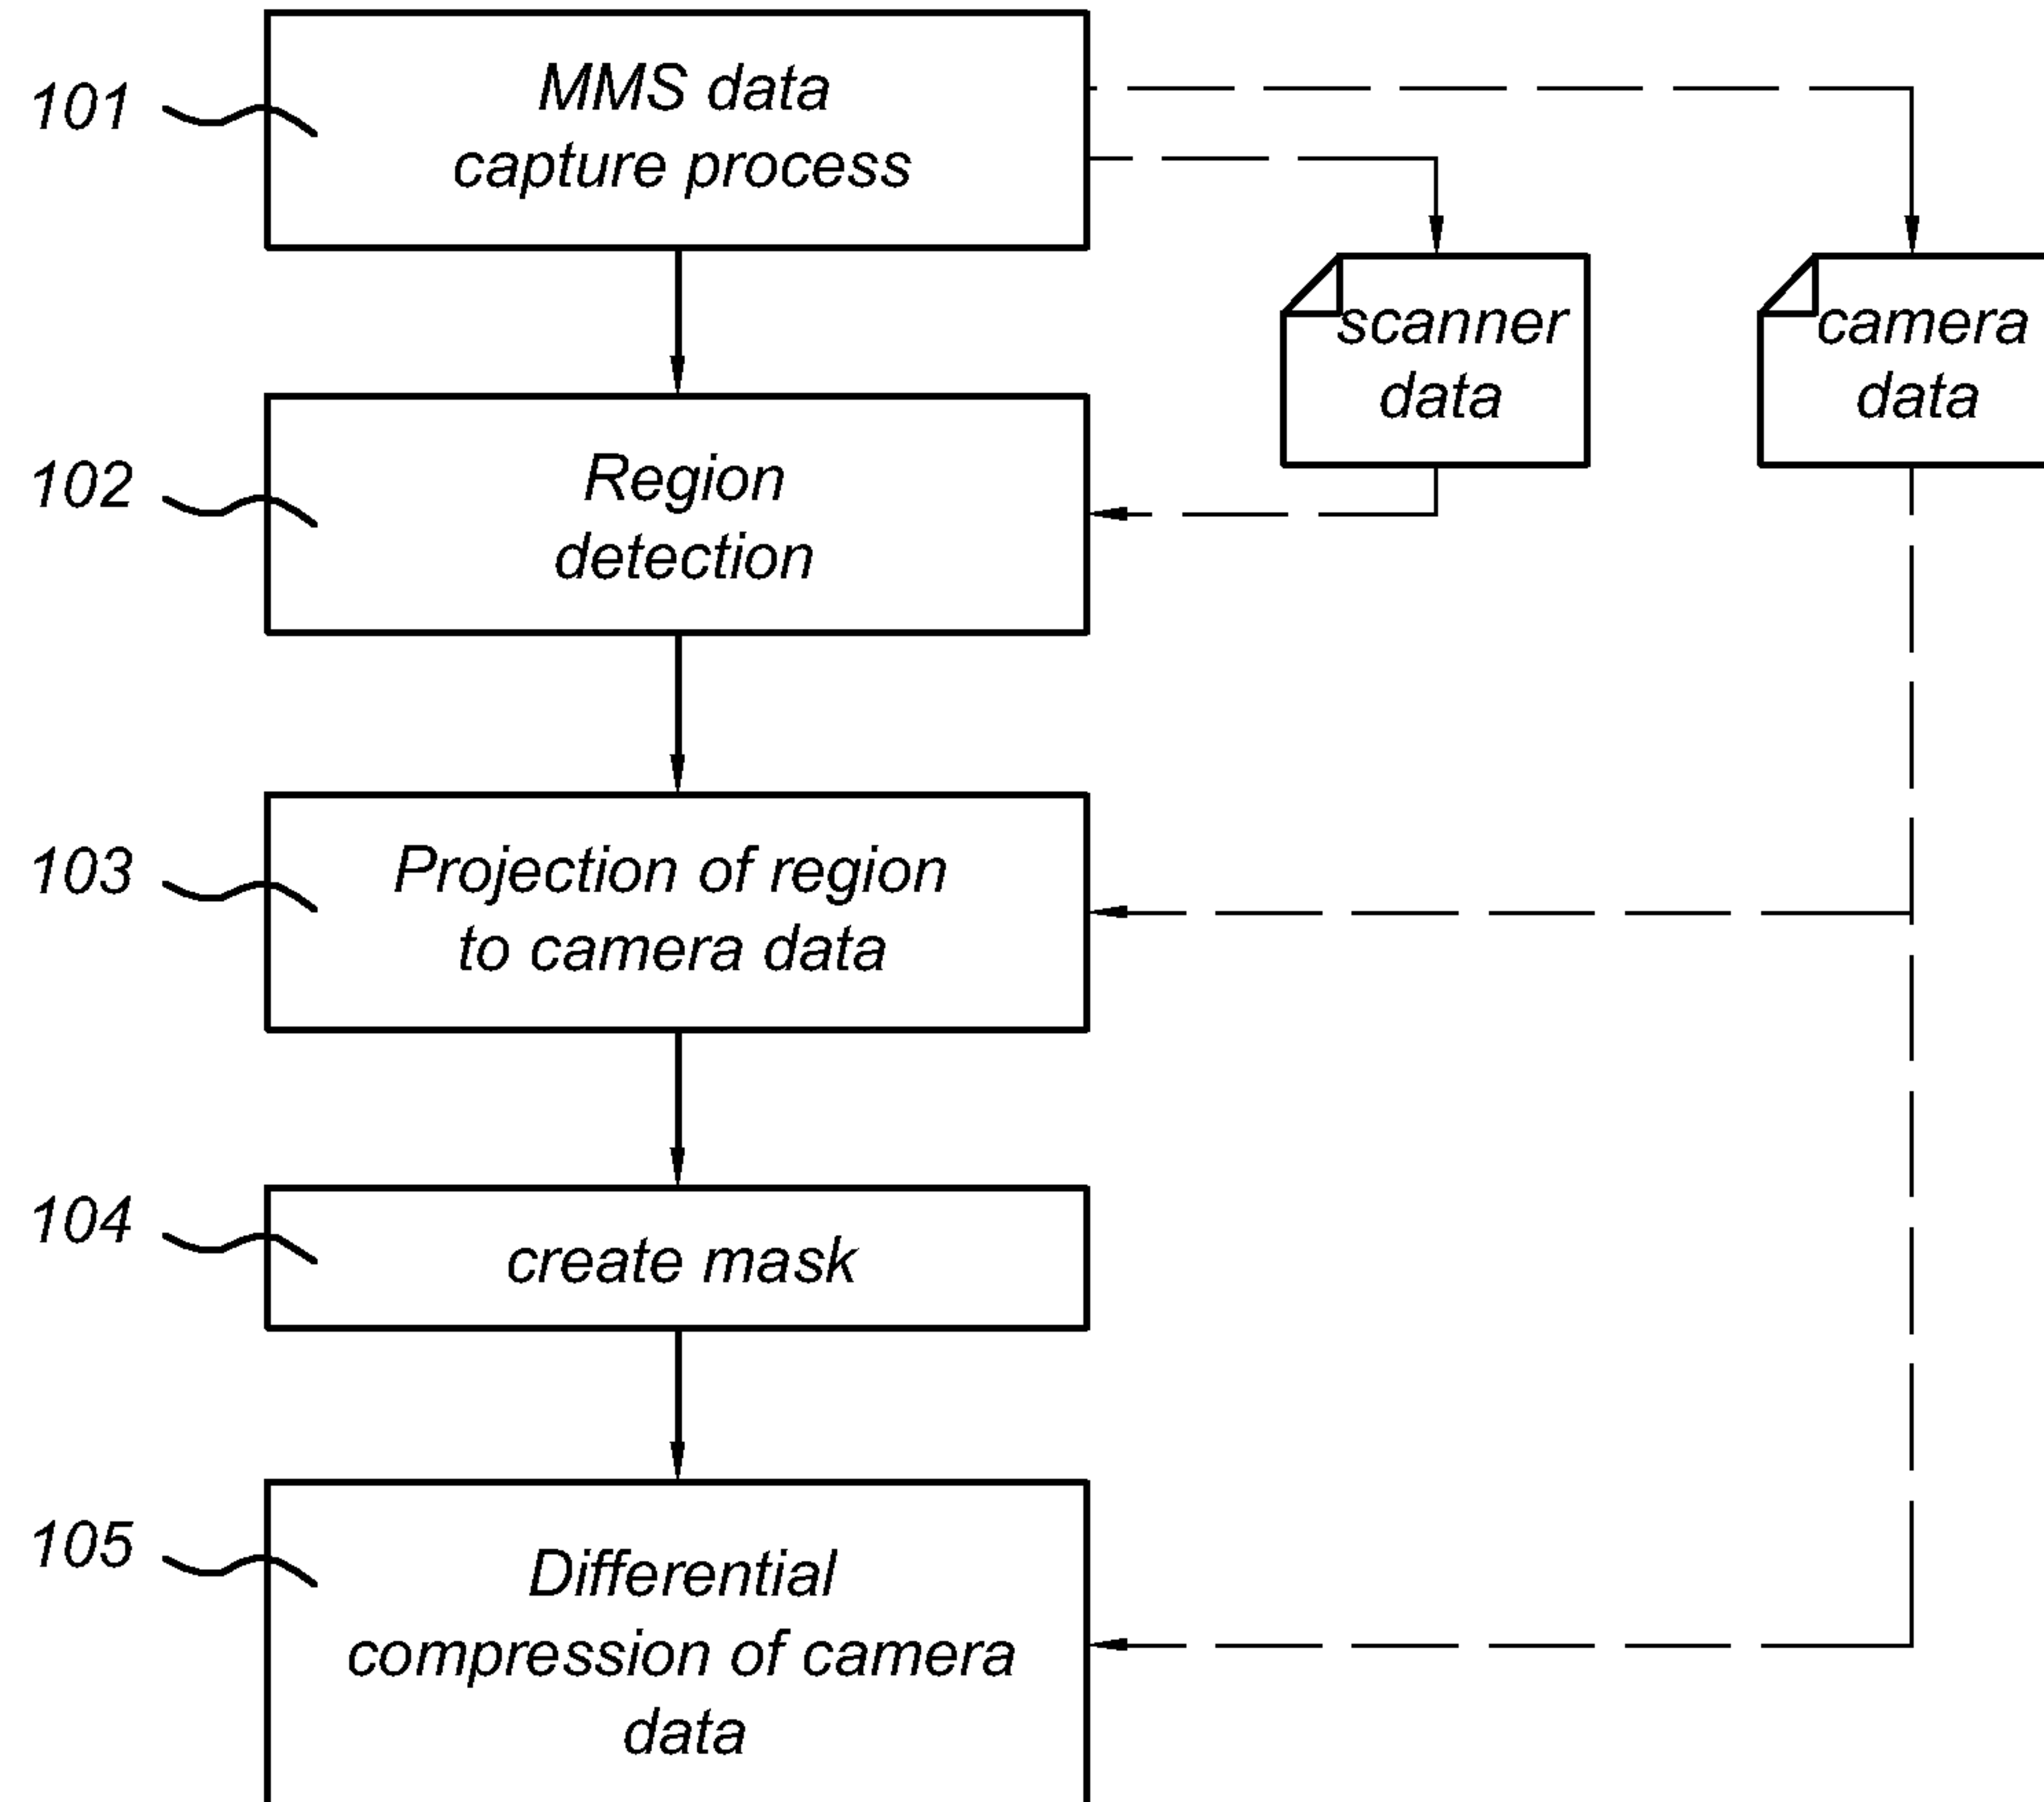 101
MMS data
capture process
scanner
data
camera
data
102
Region
detection
103
Projection of region
to camera data
104
create mask
105
Differential
compression of camera
data